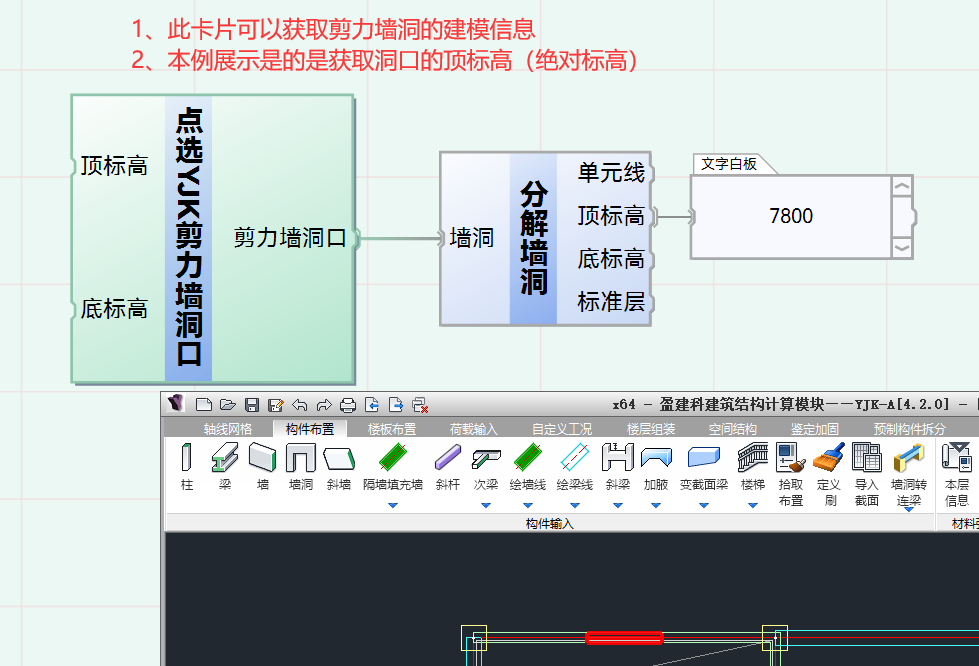 1、此卡片可以获取剪力墙洞的建模信息
2、本例展示是的是获取洞口的顶标高（绝对标高）
顶标高
底标高
点选YJK剪力墙洞口
剪力墙洞口
墙洞
分解墙洞
单元线
顶标高
底标高
标准层
文字白板
7800
x64 - 盈建科建筑结构计算模块——YJK-A[4.2.0] -
轴线网格 构件布置 楼板布置 荷载输入 自定义工况 楼层组装 空间结构 鉴定加固 预制构件拆分
柱 梁 墙 墙洞 斜墙 隔墙填充墙 斜杆 次梁 绘墙线 绘梁线 斜梁 加腋 变截面梁 楼梯 拾取布置 定义刷 导入截面 墙洞转连梁 本层信息
构件输入 材料强